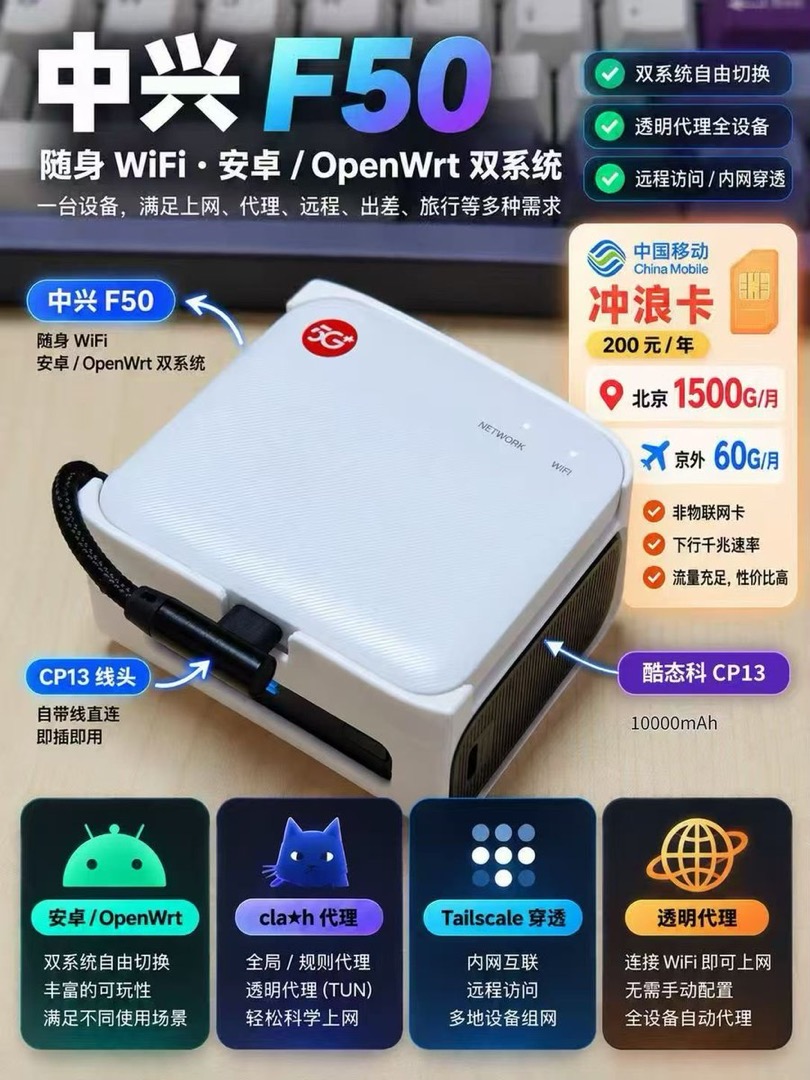 中兴 F50
随身 WiFi · 安卓 / OpenWrt 双系统
一台设备，满足上网、代理、远程、出差、旅行等多种需求
双系统自由切换
透明代理全设备
远程访问 / 内网穿透
中国移动
China Mobile
冲浪卡
200 元 / 年
北京 1500G/月
京外 60G/月
非物联网卡
下行千兆速率
流量充足, 性价比高
中兴 F50
随身 WiFi
安卓 / OpenWrt 双系统
5G+
NETWORK
WIFI
CP13 线头
自带线直连
即插即用
酷态科 CP13
10000mAh
安卓 / OpenWrt
双系统自由切换
丰富的可玩性
满足不同使用场景
cla★h 代理
全局 / 规则代理
透明代理 (TUN)
轻松科学上网
Tailscale 穿透
内网互联
远程访问
多地设备组网
透明代理
连接 WiFi 即可上网
无需手动配置
全设备自动代理